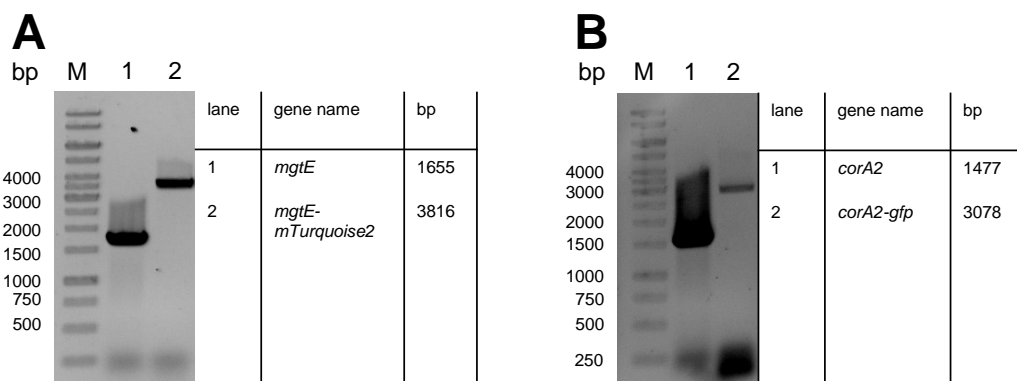 A
bp M 1 2
4000
3000
2000
1500
1000
750
500
lane gene name bp
1 mgtE 1655
2 mgtE- 3816
mTurquoise2
B
bp M 1 2
4000
3000
2000
1500
1000
750
500
250
lane gene name bp
1 corA2 1477
2 corA2-gfp 3078